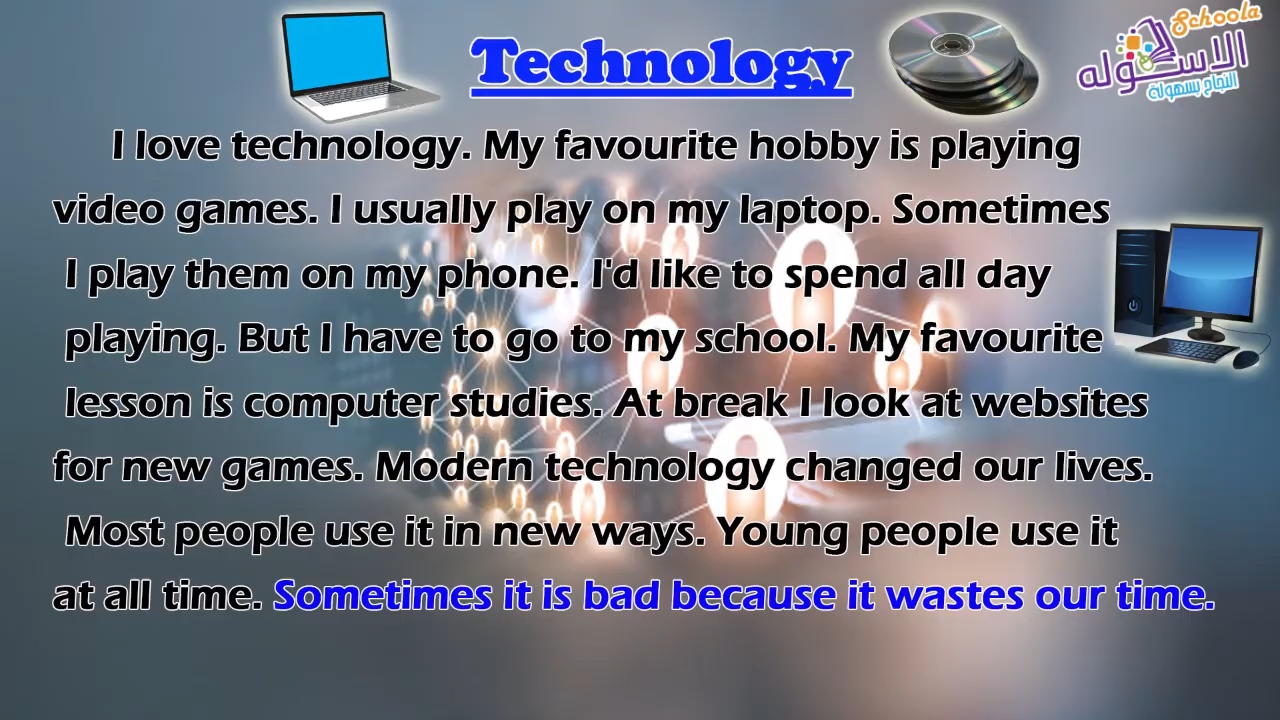 Schoola
الاسكوله
النجاح بسهولة
Technology
I love technology. My favourite hobby is playing
video games. I usually play on my laptop. Sometimes
I play them on my phone. I'd like to spend all day
playing. But I have to go to my school. My favourite
lesson is computer studies. At break I look at websites
for new games. Modern technology changed our lives.
Most people use it in new ways. Young people use it
at all time. Sometimes it is bad because it wastes our time.